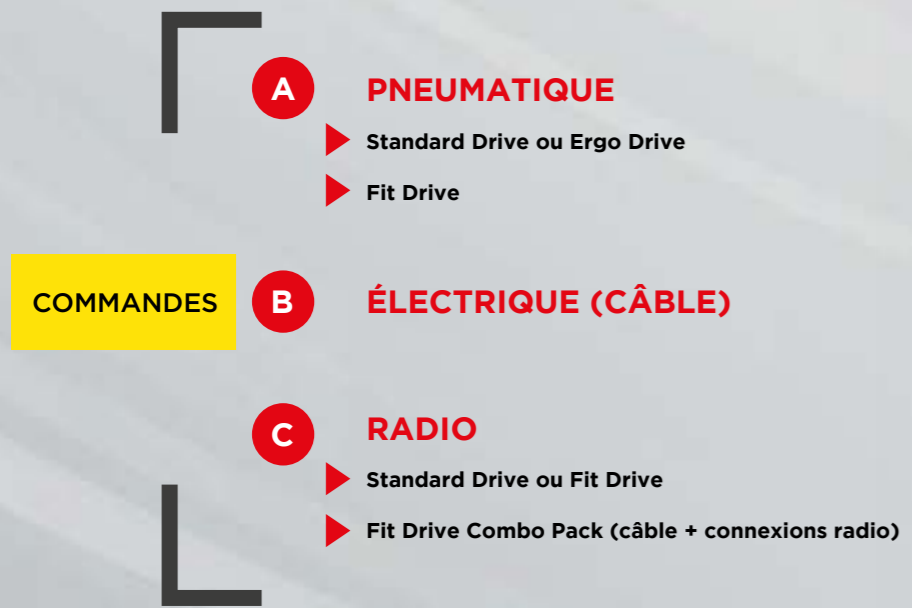 A PNEUMATIQUE
Standard Drive ou Ergo Drive
Fit Drive
COMMANDES B ÉLECTRIQUE (CÂBLE)
C RADIO
Standard Drive ou Fit Drive
Fit Drive Combo Pack (câble + connexions radio)